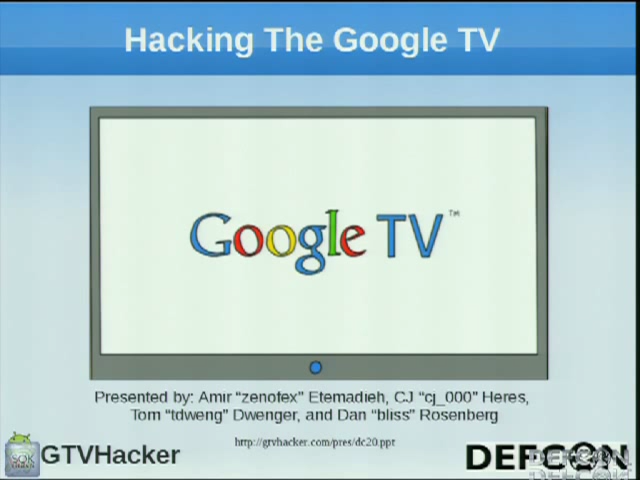 Hacking The Google TV
Google TV™
Presented by: Amir “zenofex” Etemadieh, CJ “cj_000” Heres,
Tom “tdweng” Dwenger, and Dan “bliss” Rosenberg
http://gtvhacker.com/pres/dc20.ppt
GTVHacker
DEFCON
DEFCON